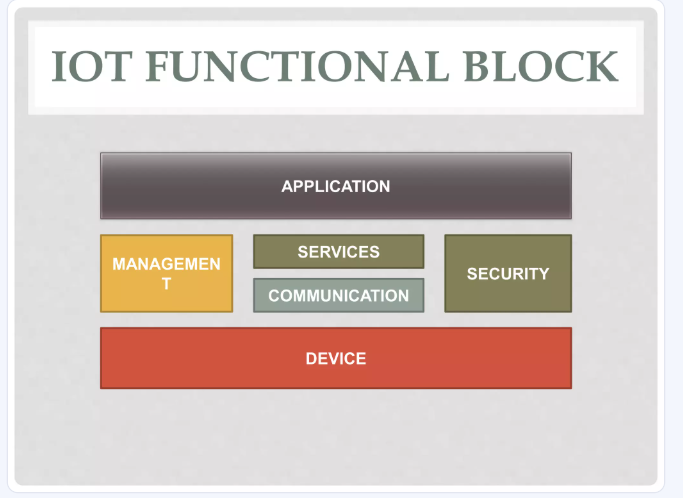 IOT FUNCTIONAL BLOCK
APPLICATION
MANAGEMEN
T
SERVICES
COMMUNICATION
SECURITY
DEVICE